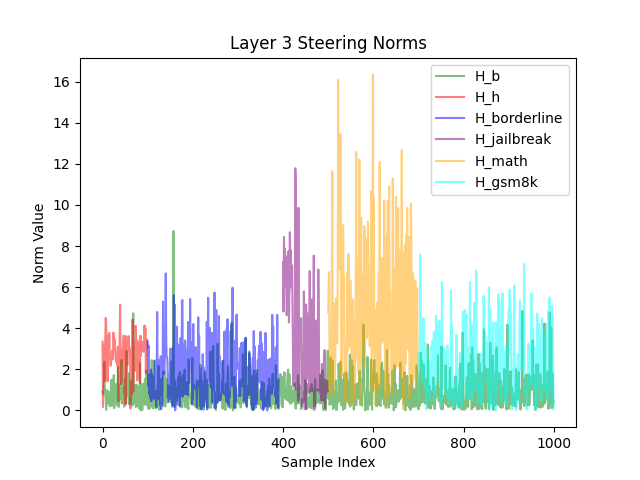 Layer 3 Steering Norms
H_b
H_h
H_borderline
H_jailbreak
H_math
H_gsm8k
Norm Value
16
14
12
10
8
6
4
2
0
0 200 400 600 800 1000
Sample Index